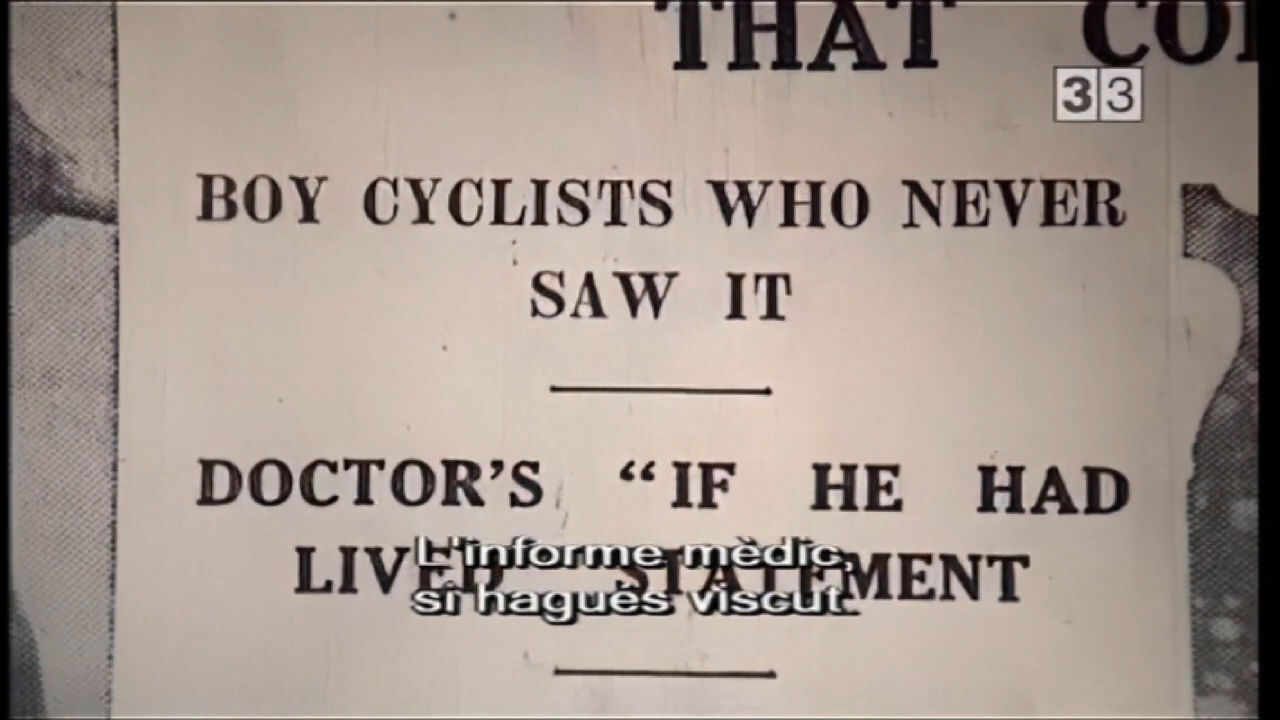 THAT
33
BOY CYCLISTS WHO NEVER
SAW IT
DOCTOR'S "IF HE HAD
LIVED STATEMENT
L'informe mèdic,
si hagués viscut.